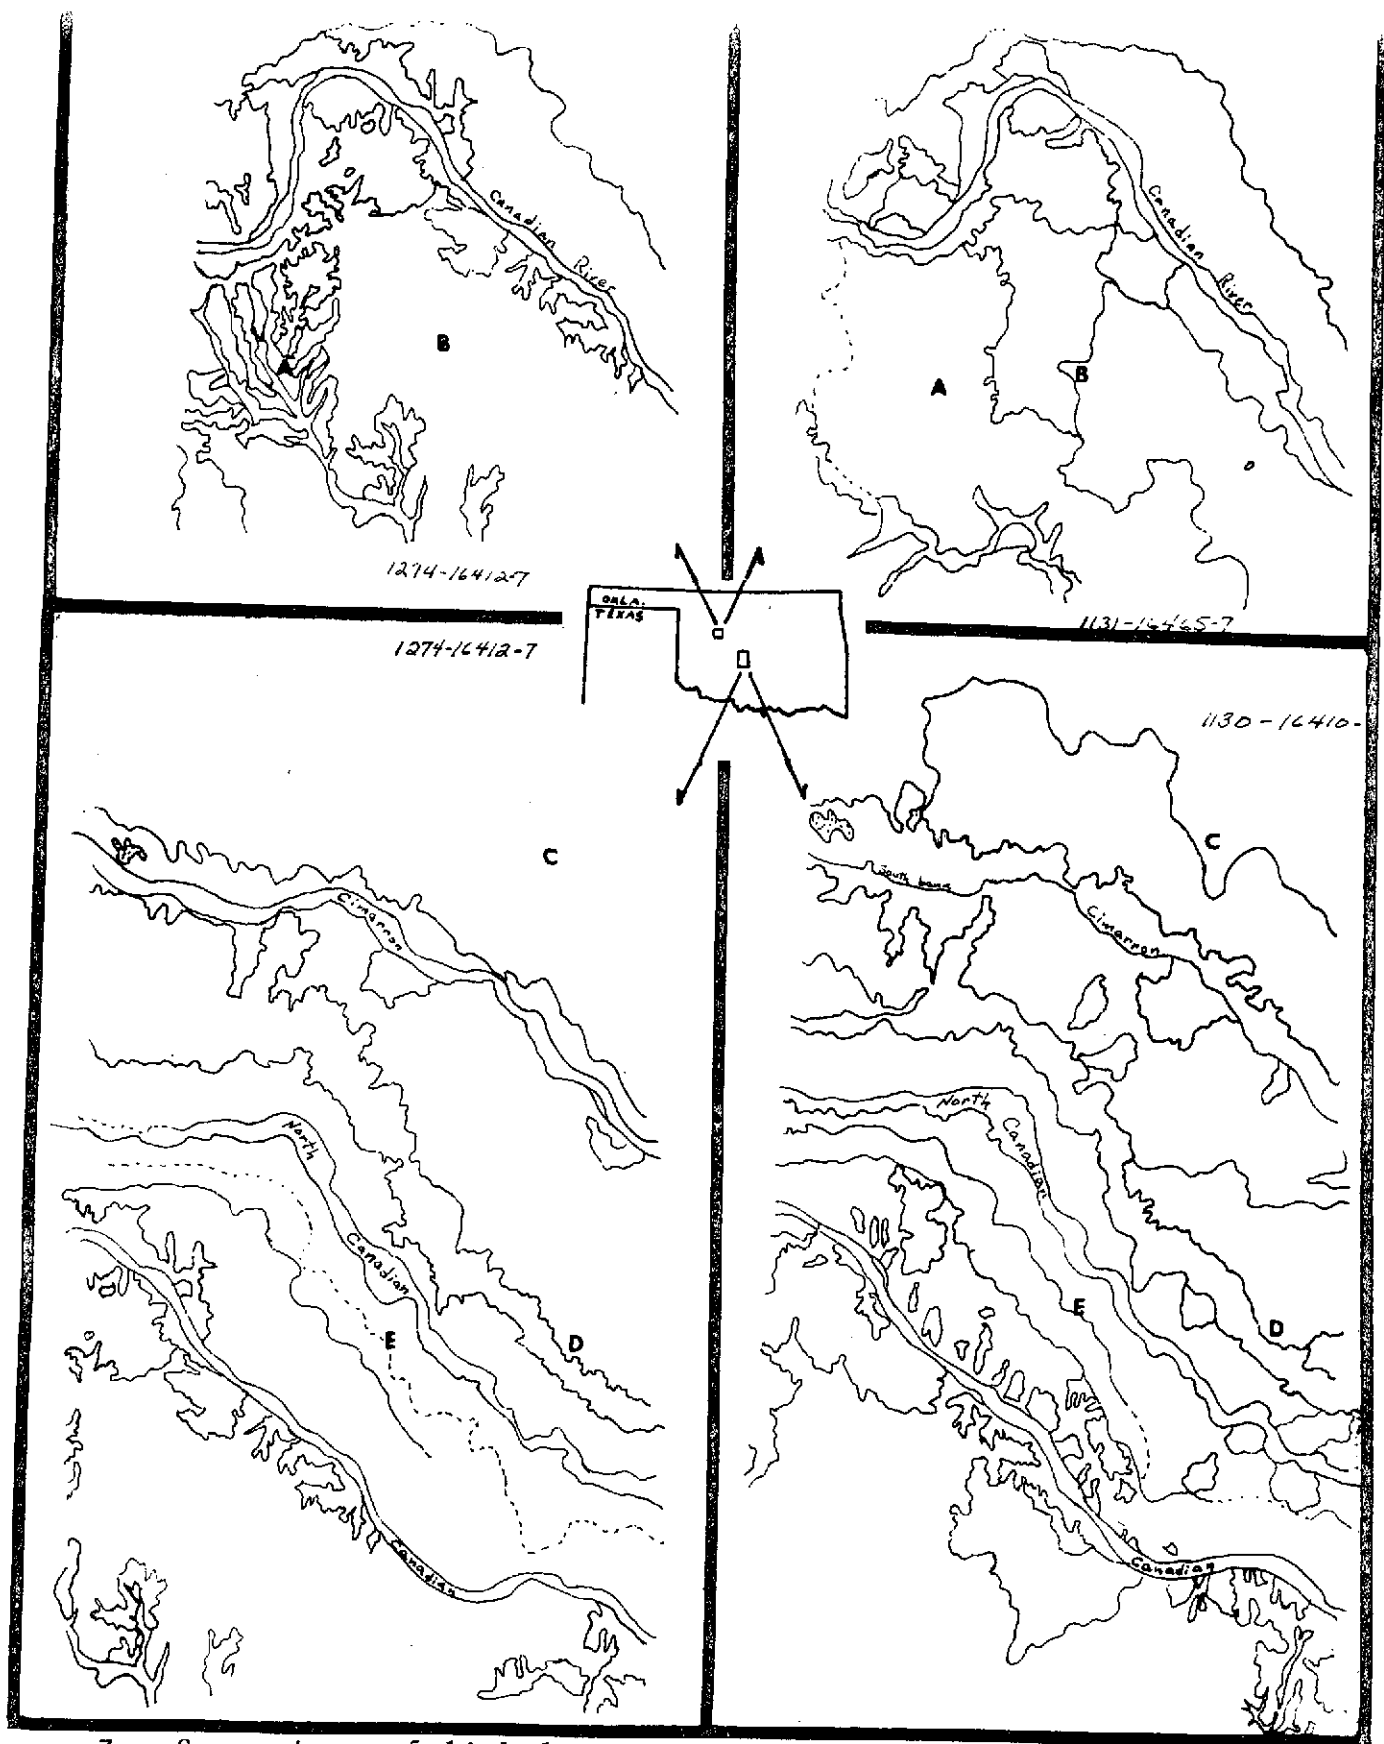 Canadian
River
A
B
1274-16412-7
Canadian
River
A
B
1131-16465-7
OKLA.
TEXAS
1274-16412-7
C
Cimarron
North
Canadian
E
D
Canadian
1130-16410-
C
South bank
Cimarron
North
Canadian
E
D
Canadian